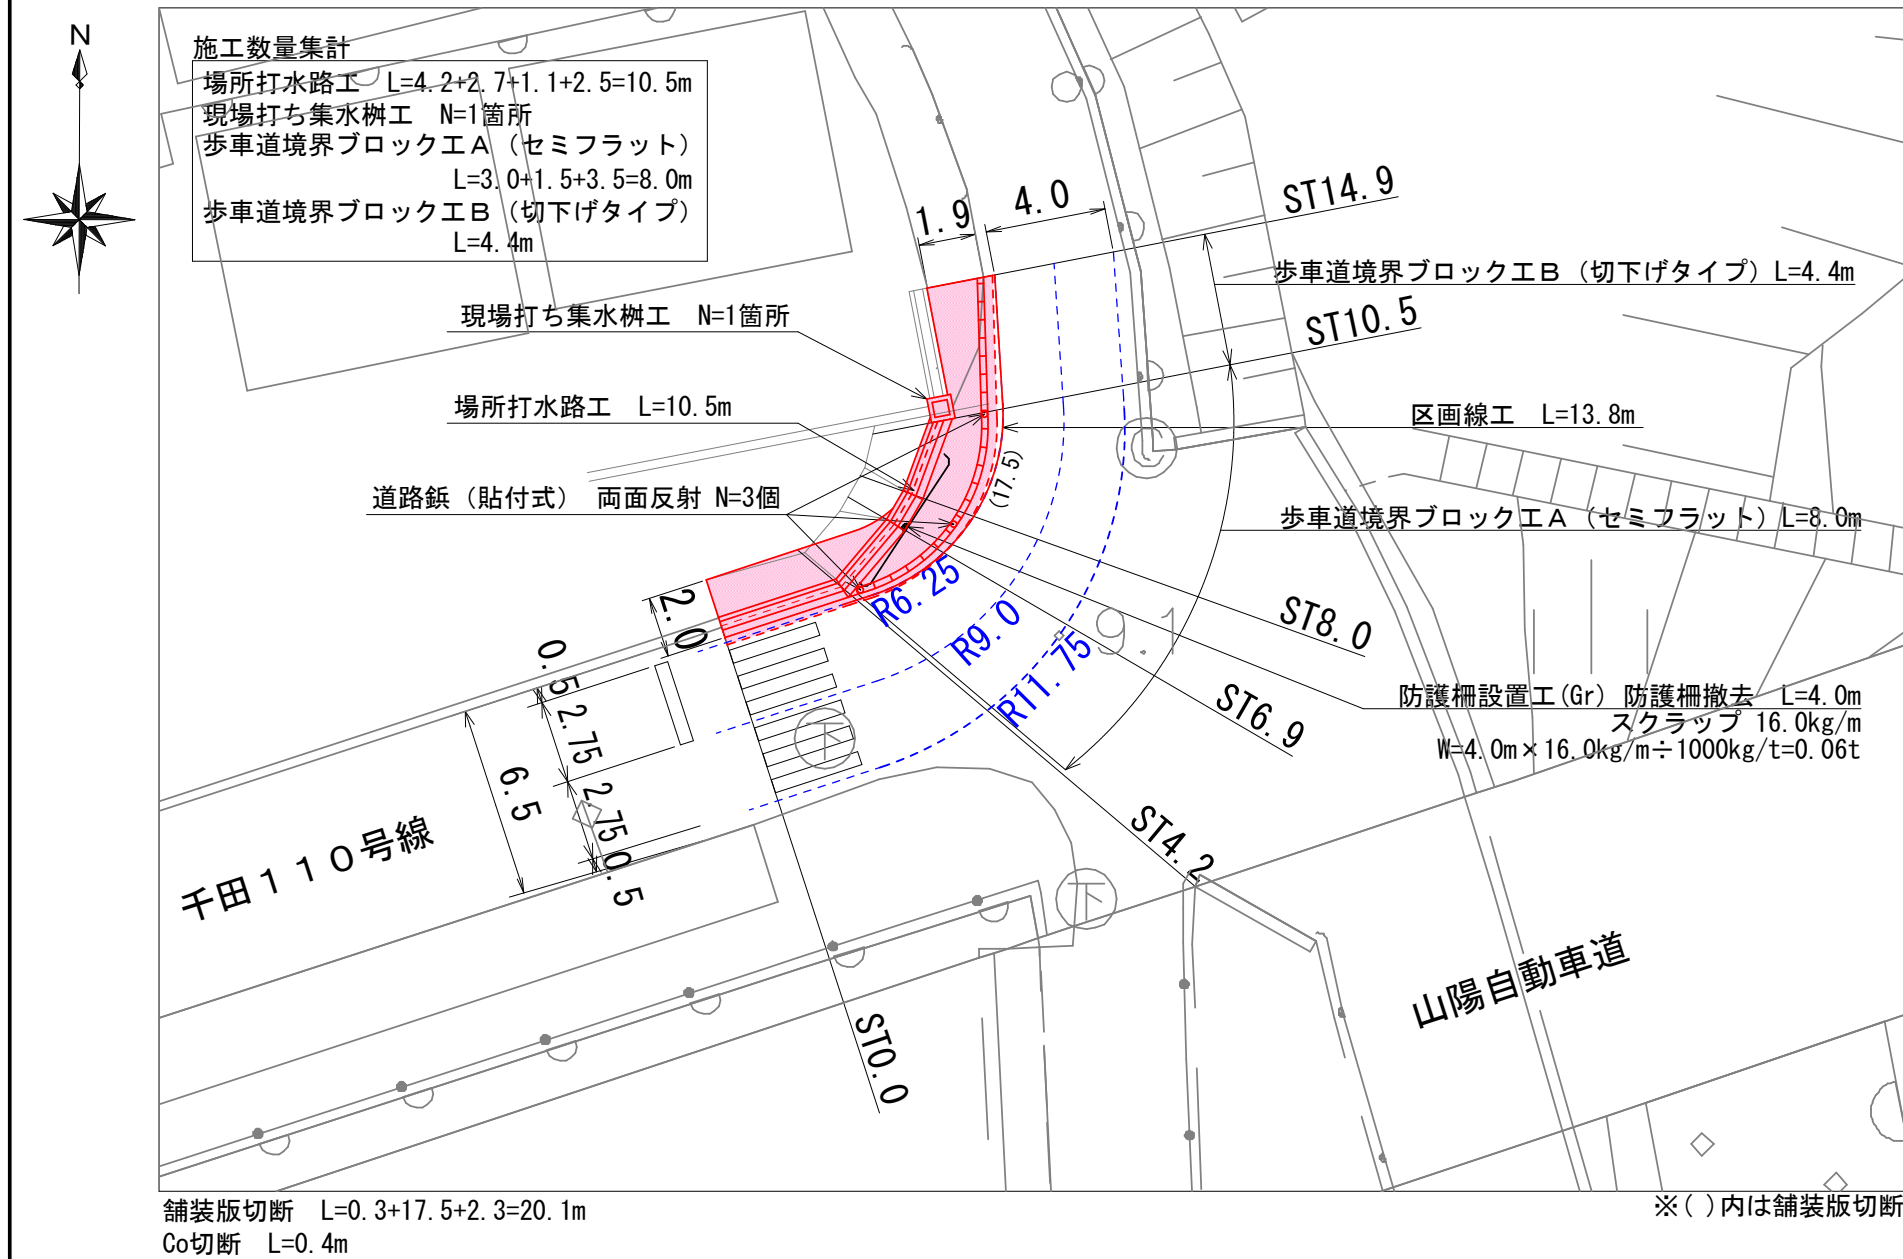 N
施工数量集計
場所打水路工　L=4.2+2.7+1.1+2.5=10.5m
現場打ち集水桝工　N=1箇所
歩車道境界ブロック工A（セミフラット）
L=3.0+1.5+3.5=8.0m
歩車道境界ブロック工B（切下げタイプ）
L=4.4m
1.9
4.0
ST14.9
歩車道境界ブロック工B（切下げタイプ）L=4.4m
現場打ち集水桝工　N=1箇所
ST10.5
場所打水路工　L=10.5m
区画線工　L=13.8m
(17.5)
道路鋲（貼付式）　両面反射 N=3個
歩車道境界ブロック工A（セミフラット）L=8.0m
R6.25
R9.0
R11.75
9.1
ST8.0
2.0
0.5
2.75
6.5
2.75
0.5
下
ST6.9
防護柵設置工(Gr) 防護柵撤去　L=4.0m
スクラップ 16.0kg/m
W=4.0m×16.0kg/m÷1000kg/t=0.06t
千田110号線
ST4.2
下
山陽自動車道
ST0.0
舗装版切断　L=0.3+17.5+2.3=20.1m
Co切断　L=0.4m
※( )内は舗装版切断